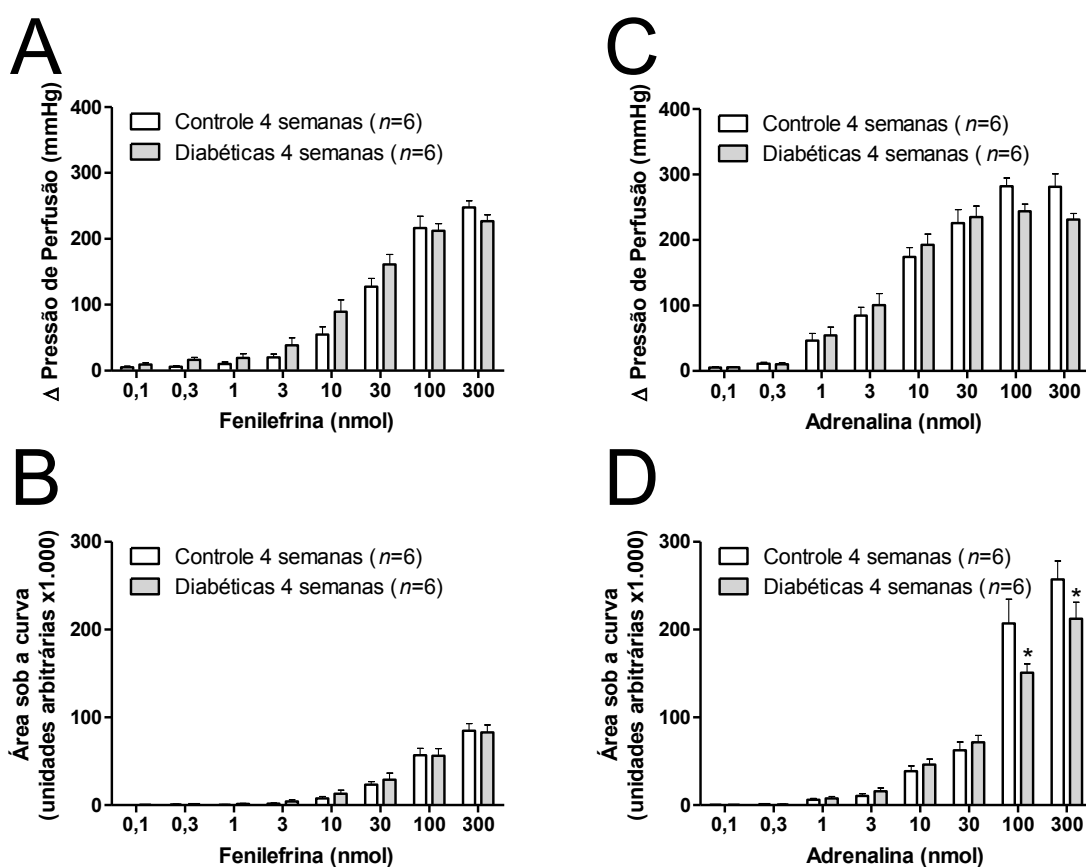 A
Δ Pressão de Perfusão (mmHg)
400
300
200
100
0
Controle 4 semanas (n=6)
Diabéticas 4 semanas (n=6)
0,1 0,3 1 3 10 30 100 300
Fenilefrina (nmol)
C
Δ Pressão de Perfusão (mmHg)
400
300
200
100
0
Controle 4 semanas (n=6)
Diabéticas 4 semanas (n=6)
0,1 0,3 1 3 10 30 100 300
Adrenalina (nmol)
B
Área sob a curva
(unidades arbitrárias x1.000)
300
200
100
0
Controle 4 semanas (n=6)
Diabéticas 4 semanas (n=6)
0,1 0,3 1 3 10 30 100 300
Fenilefrina (nmol)
D
Área sob a curva
(unidades arbitrárias x1.000)
300
200
100
0
Controle 4 semanas (n=6)
Diabéticas 4 semanas (n=6)
*
*
0,1 0,3 1 3 10 30 100 300
Adrenalina (nmol)